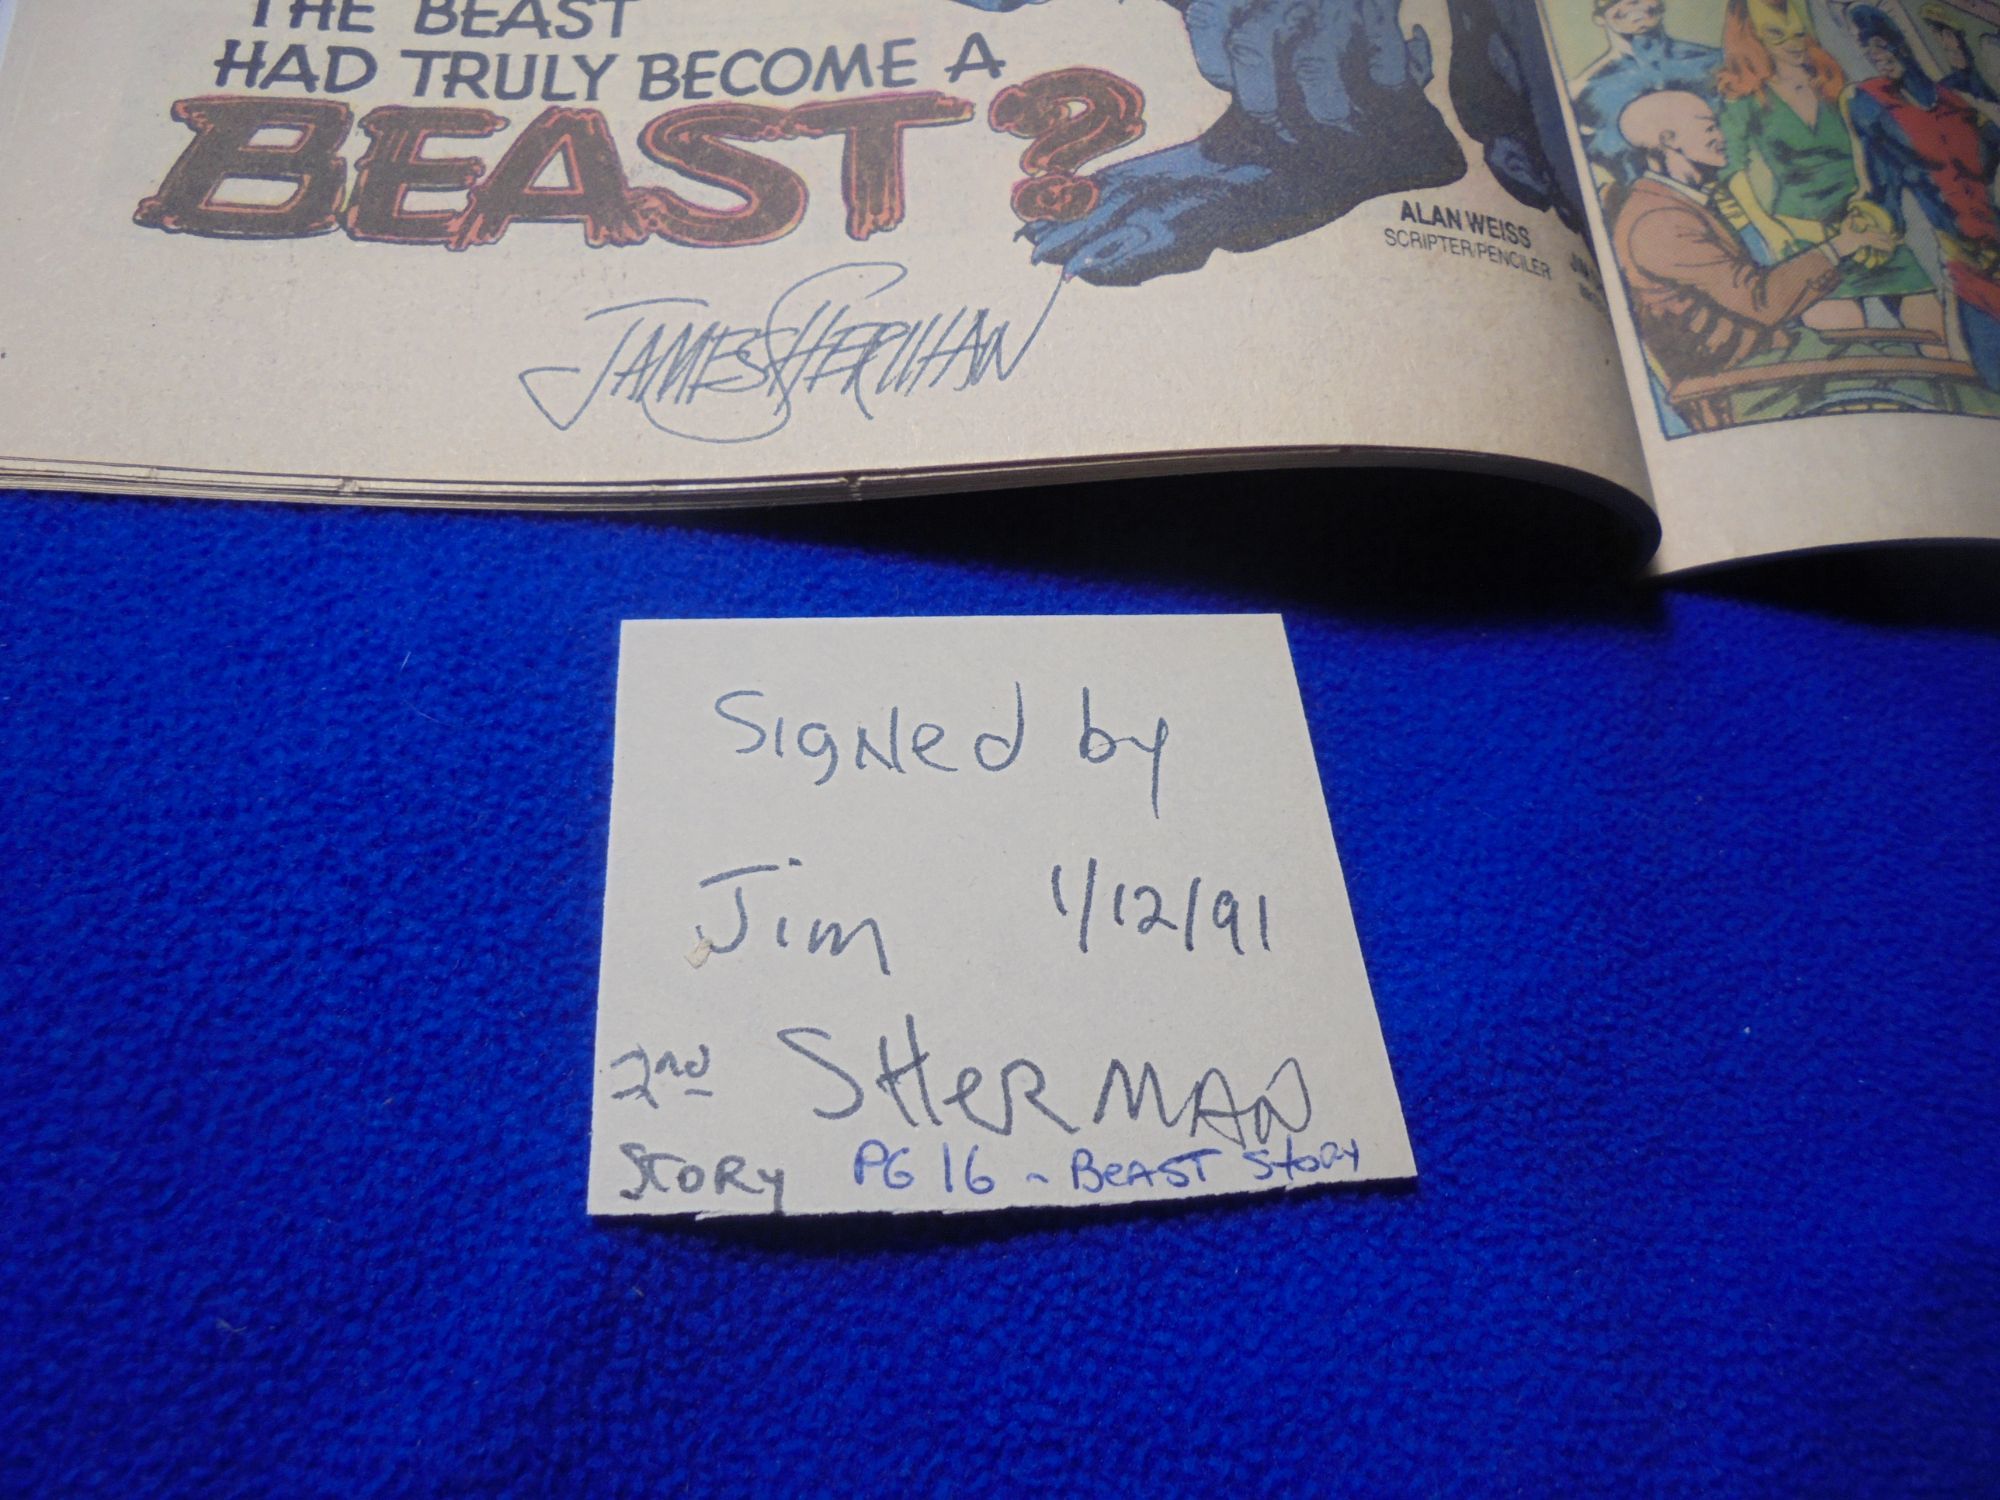 THE BEAST
HAD TRULY BECOME A
BEAST?
ALAN WEISS
SCRIPTER/PENCILER
JAMES SHERMAN
Signed by
Jim 1/12/91
2nd SHERMAN
STORY PG 16 - BEAST Story